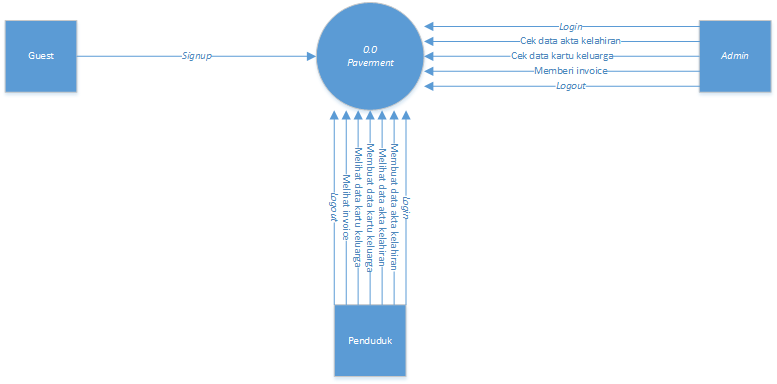 Guest
Signup
0.0
Paverment
Login
Cek data akta kelahiran
Cek data kartu keluarga
Memberi invoice
Logout
Admin
Logout
Melihat invoice
Melihat data kartu keluarga
Membuat data kartu keluarga
Melihat data akta kelahiran
Membuat data akta kelahiran
Login
Penduduk